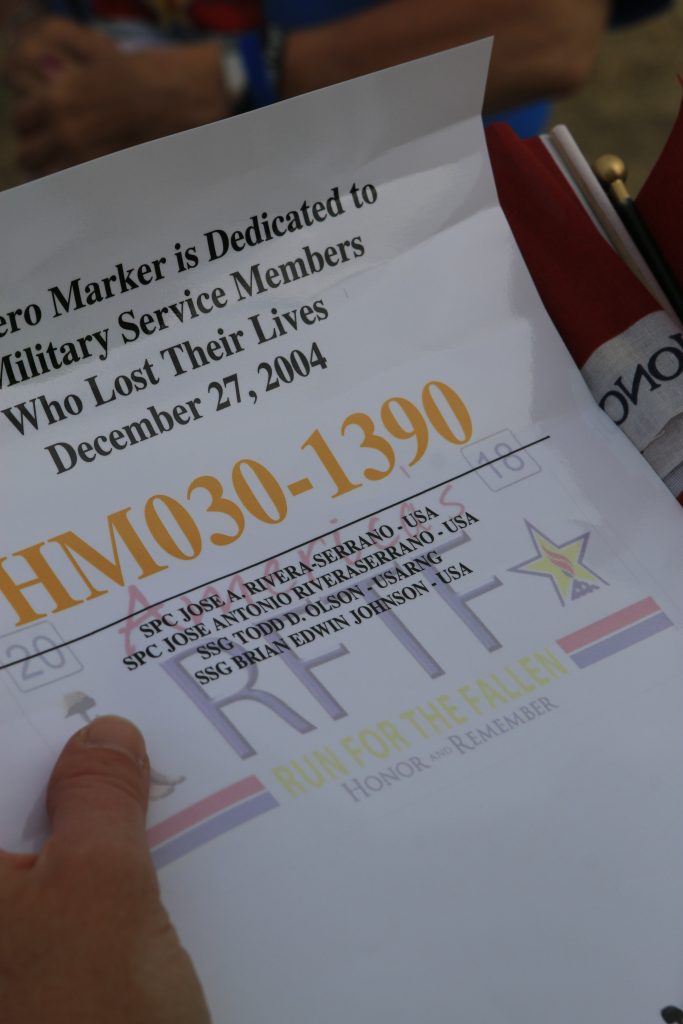 ero Marker is Dedicated to
Military Service Members
Who Lost Their Lives
December 27, 2004
HM030-1390
America's
20
18
SPC JOSE A. RIVERA-SERRANO - USA
SPC JOSE ANTONIO RIVERASERRANO - USA
SSG TODD D. OLSON - USARNG
SSG BRIAN EDWIN JOHNSON - USA
RFTF
RUN FOR THE FALLEN
HONOR AND REMEMBER
HONO